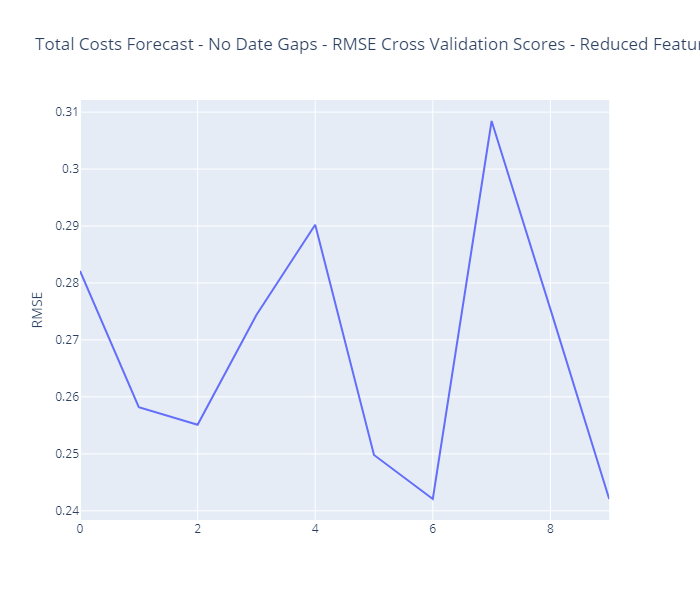 Total Costs Forecast - No Date Gaps - RMSE Cross Validation Scores - Reduced
0.31
0.3
0.29
0.28
0.27
0.26
0.25
0.24
RMSE
0 2 4 6 8